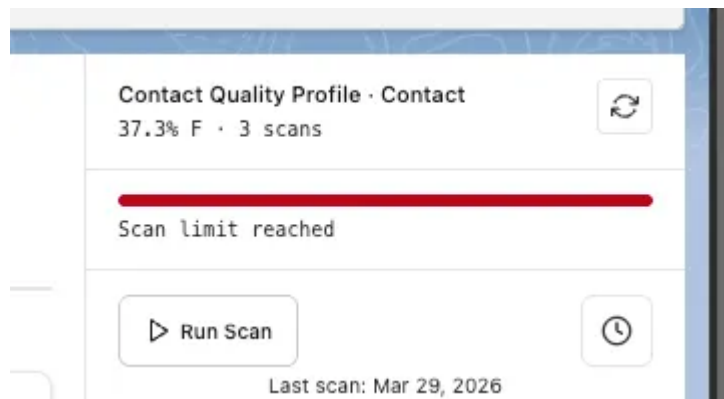 Contact Quality Profile · Contact
37.3% F · 3 scans
Scan limit reached
Run Scan
Last scan: Mar 29, 2026